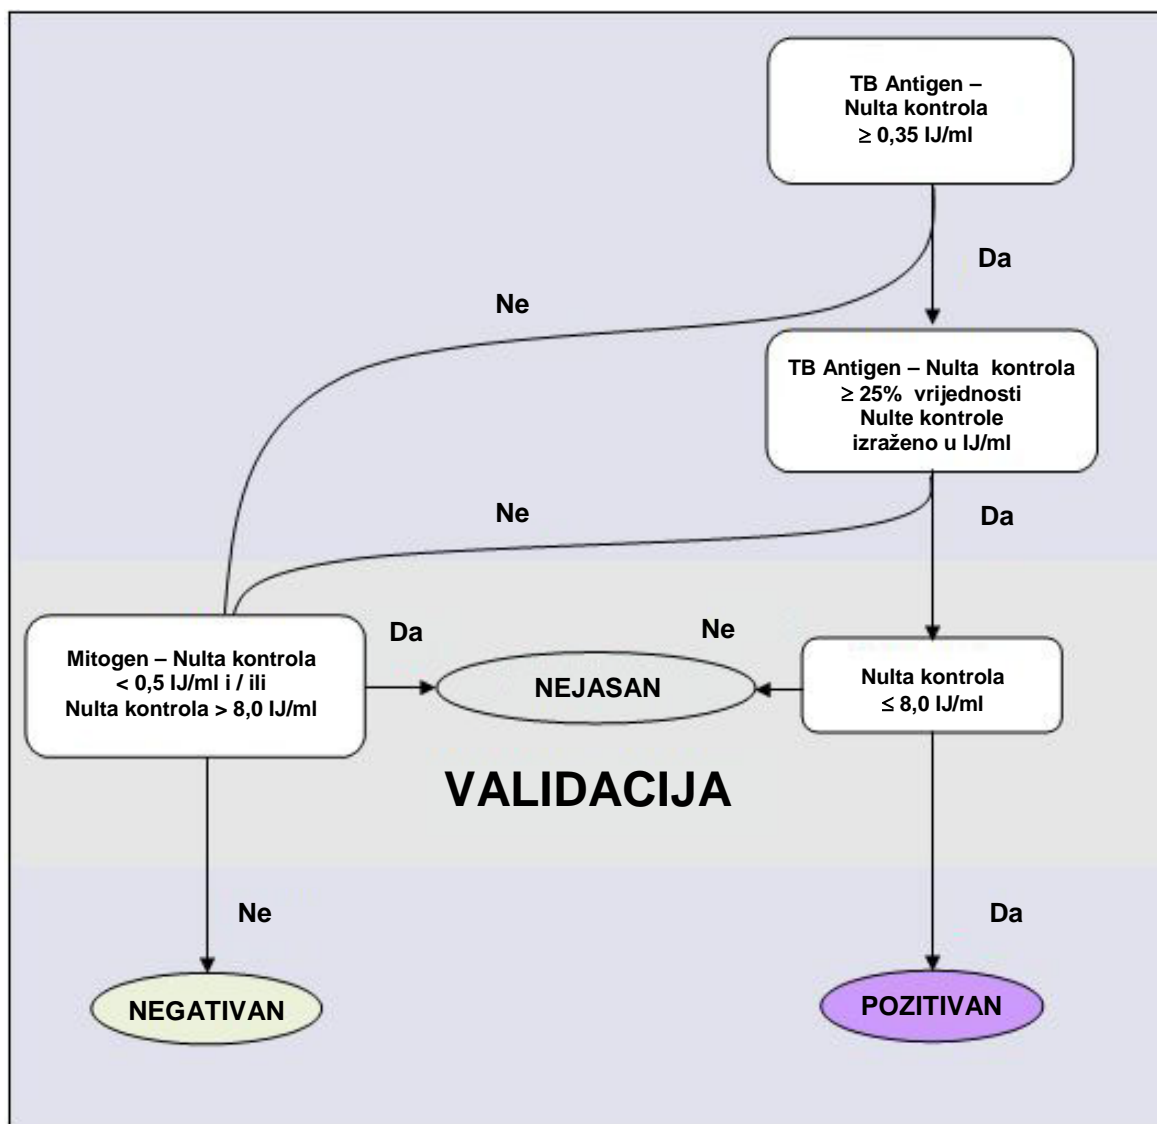 TB Antigen –
Nulta kontrola
≥ 0,35 IJ/ml
Da
Ne
TB Antigen – Nulta kontrola
≥ 25% vrijednosti
Nulte kontrole
izraženo u IJ/ml
Ne
Da
Mitogen – Nulta kontrola
< 0,5 IJ/ml i / ili
Nulta kontrola > 8,0 IJ/ml
Da
NEJASAN
Ne
Nulta kontrola
≤ 8,0 IJ/ml
VALIDACIJA
Ne
Da
NEGATIVAN
POZITIVAN